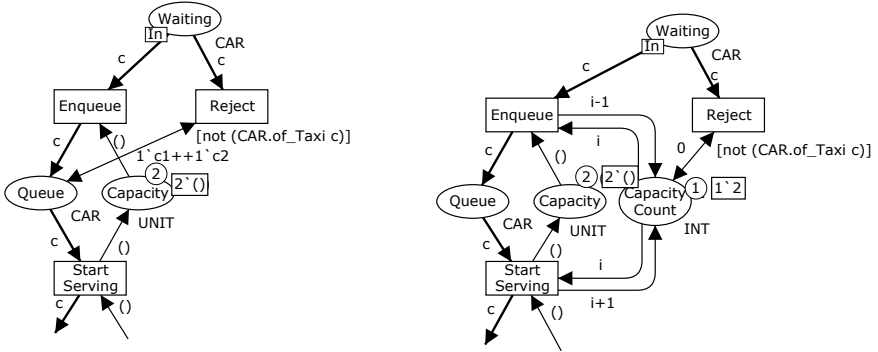 Waiting
In
CAR
c
c
Enqueue
Reject
[not (CAR.of_Taxi c)]
c
()
1`c1++1`c2
Queue
Capacity
2
2`()
CAR
UNIT
c
()
Start
Serving
c
()
Waiting
In
CAR
c
c
Enqueue
i-1
Reject
i
0
[not (CAR.of_Taxi c)]
c
()
Queue
Capacity
2
2`()
Capacity
Count
1
1`2
CAR
UNIT
INT
c
()
i
Start
Serving
i+1
c
()